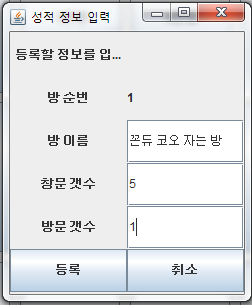 성적 정보 입력
등록할 정보를 입...
방 순번 1
방 이름 꼰듀 코오 자는 방
창문 갯수 5
방문 갯수 1
등록 취소